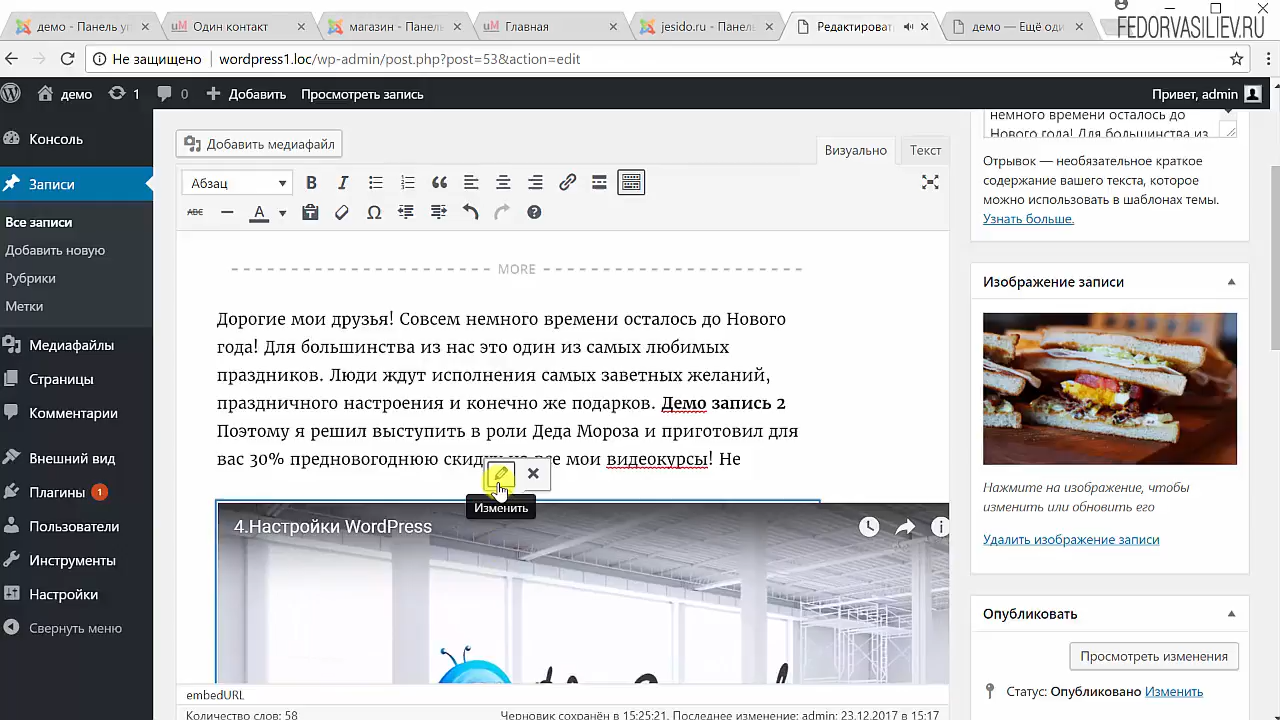 демо - Панель уп
Один контакт
магазин - Панель
Главная
jesido.ru - Панель
Редактироват
демо — Ещё оди
FEDORVASILIEV.RU
Не защищено
wordpress1.loc/wp-admin/post.php?post=53&action=edit
демо
1
0
Добавить
Просмотреть запись
Привет, admin
Консоль
Записи
Все записи
Добавить новую
Рубрики
Метки
Медиафайлы
Страницы
Комментарии
Внешний вид
Плагины 1
Пользователи
Инструменты
Настройки
Свернуть меню
Добавить медиафайл
Визуально
Текст
Абзац
B I
ABC A
MORE
Дорогие мои друзья! Совсем немного времени осталось до Нового
года! Для большинства из нас это один из самых любимых
праздников. Люди ждут исполнения самых заветных желаний,
праздничного настроения и конечно же подарков. Демо запись 2
Поэтому я решил выступить в роли Деда Мороза и приготовил для
вас 30% предновогоднюю скидку на все мои видеокурсы! Не
Изменить
4.Настройки WordPress
embedURL
Количество слов: 58
Черновик сохранён в 15:25:21. Последнее изменение: admin; 23.12.2017 в 15:17
немного времени осталось до
Нового года! Для большинства из
Отрывок — необязательное краткое
содержание вашего текста, которое
можно использовать в шаблонах темы.
Узнать больше.
Изображение записи
Нажмите на изображение, чтобы
изменить или обновить его
Удалить изображение записи
Опубликовать
Просмотреть изменения
Статус: Опубликовано Изменить